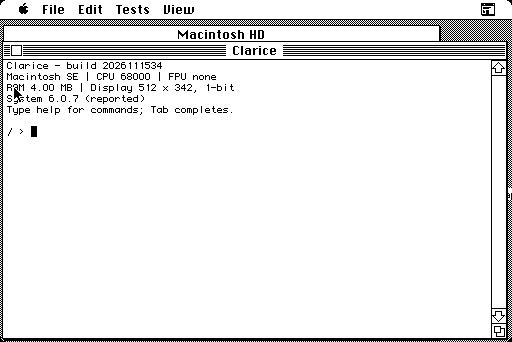 File Edit Tests View
Macintosh HD
Clarice
Clarice - build 2026111534
Macintosh SE | CPU 68000 | FPU none
RAM 4.00 MB | Display 512 x 342, 1-bit
System 6.0.7 (reported)
Type help for commands; Tab completes.
/ >